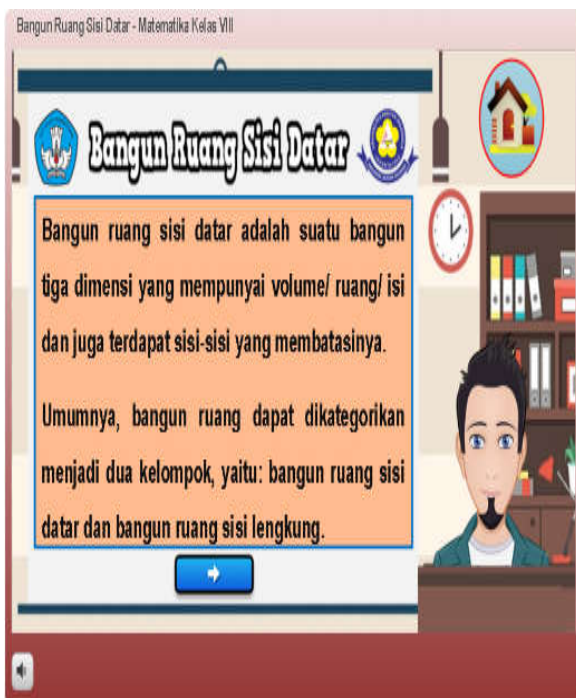 Bangun Ruang Sisi Datar - Matematika Kelas VIII
Bangun Ruang Sisi Datar
Bangun ruang sisi datar adalah suatu bangun
tiga dimensi yang mempunyai volume/ ruang/ isi
dan juga terdapat sisi-sisi yang membatasinya.
Umumnya, bangun ruang dapat dikategorikan
menjadi dua kelompok, yaitu: bangun ruang sisi
datar dan bangun ruang sisi lengkung.